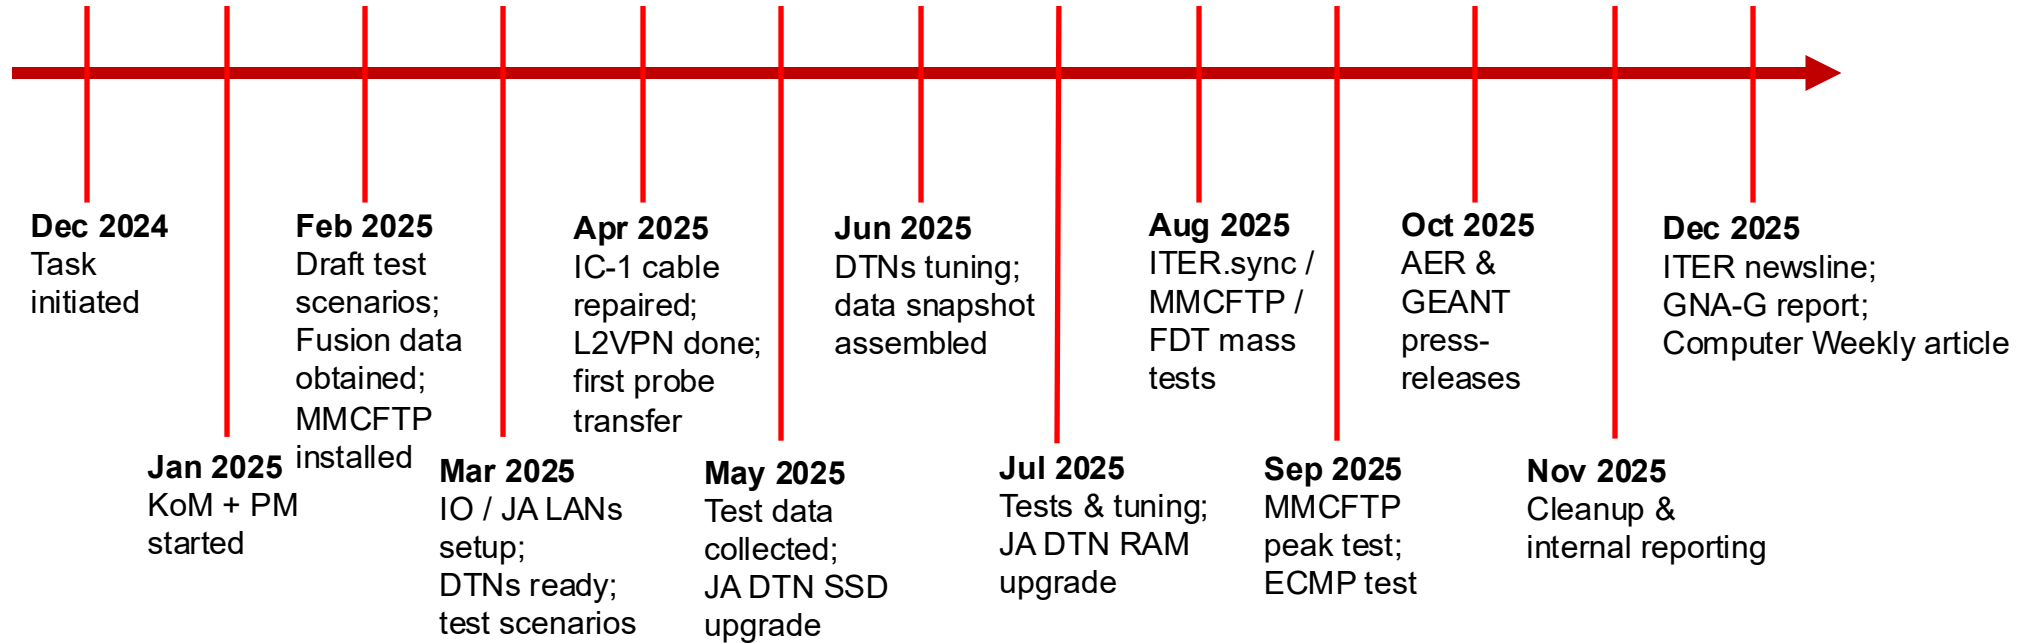 Dec 2024
Task
initiated
Jan 2025
KoM + PM
started
Feb 2025
Draft test
scenarios;
Fusion data
obtained;
MMCFTP
installed
Mar 2025
IO / JA LANs
setup;
DTNs ready;
test scenarios
Apr 2025
IC-1 cable
repaired;
L2VPN done;
first probe
transfer
May 2025
Test data
collected;
JA DTN SSD
upgrade
Jun 2025
DTNs tuning;
data snapshot
assembled
Jul 2025
Tests & tuning;
JA DTN RAM
upgrade
Aug 2025
ITER.sync /
MMCFTP /
FDT mass
tests
Sep 2025
MMCFTP
peak test;
ECMP test
Oct 2025
AER &
GEANT
press-
releases
Nov 2025
Cleanup &
internal reporting
Dec 2025
ITER newsline;
GNA-G report;
Computer Weekly article